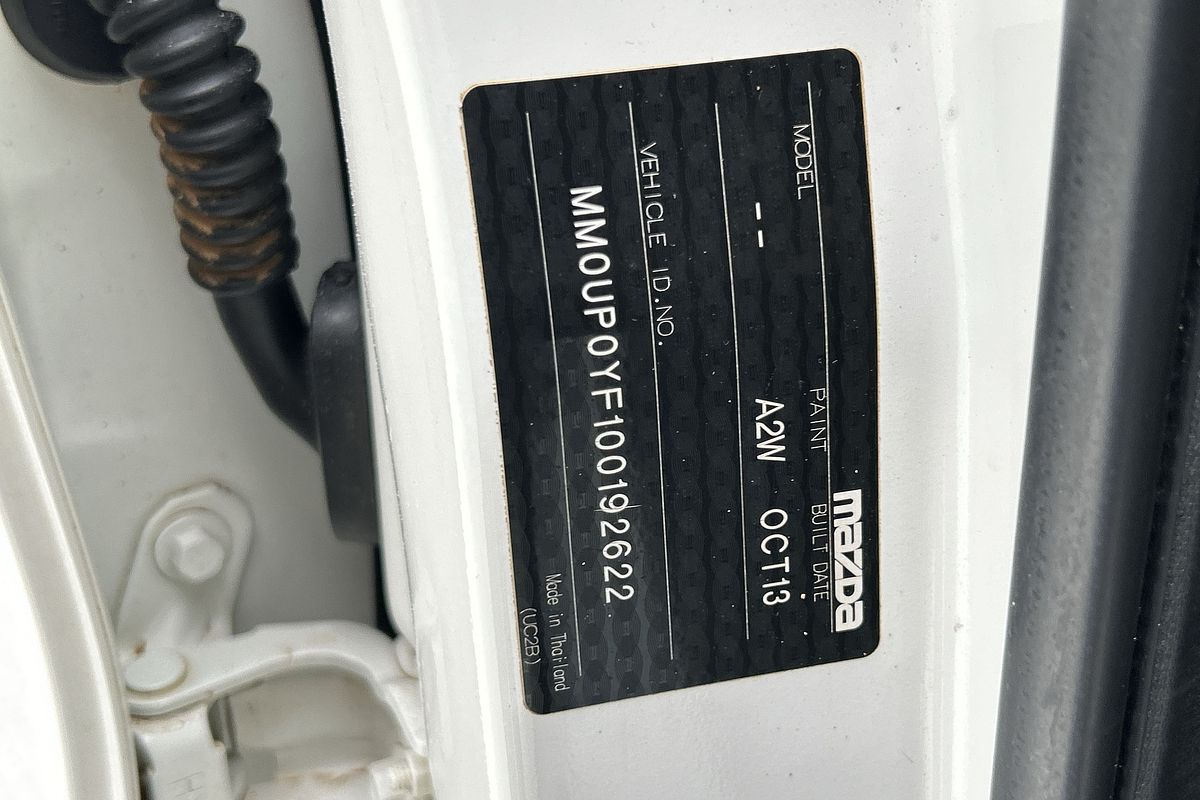 mazda
MODEL PAINT BUILT DATE
-- A2W OCT13
VEHICLE ID.NO.
MM0UP0YF100192622
Made in Thailand
(UC2B)